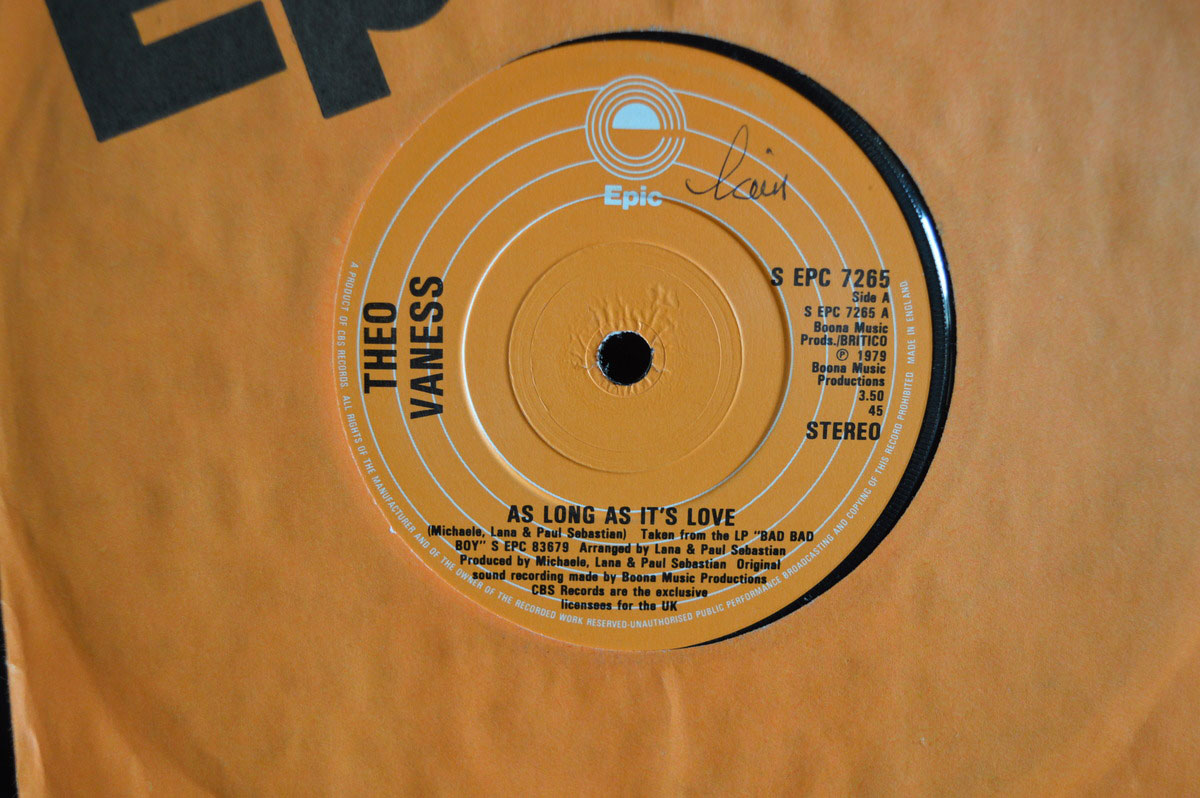 Epic
THEO
VANESS
S EPC 7265
Side A
S EPC 7265 A
Boona Music
Prods./BRITICO
Ⓟ 1979
Boona Music
Productions
3.50
45
STEREO
AS LONG AS IT'S LOVE
(Michaele, Lana & Paul Sebastian) Taken from the LP "BAD BAD
BOY" S EPC 83679 Arranged by Lana & Paul Sebastian
Produced by Michaele, Lana & Paul Sebastian Original
sound recording made by Boona Music Productions
CBS Records are the exclusive
licensees for the UK
A PRODUCT OF CBS RECORDS. ALL RIGHTS OF THE MANUFACTURER AND OF THE OWNER OF THE RECORDED WORK RESERVED-UNAUTHORISED PUBLIC PERFORMANCE BROADCASTING AND COPYING OF THIS RECORD PROHIBITED MADE IN ENGLAND